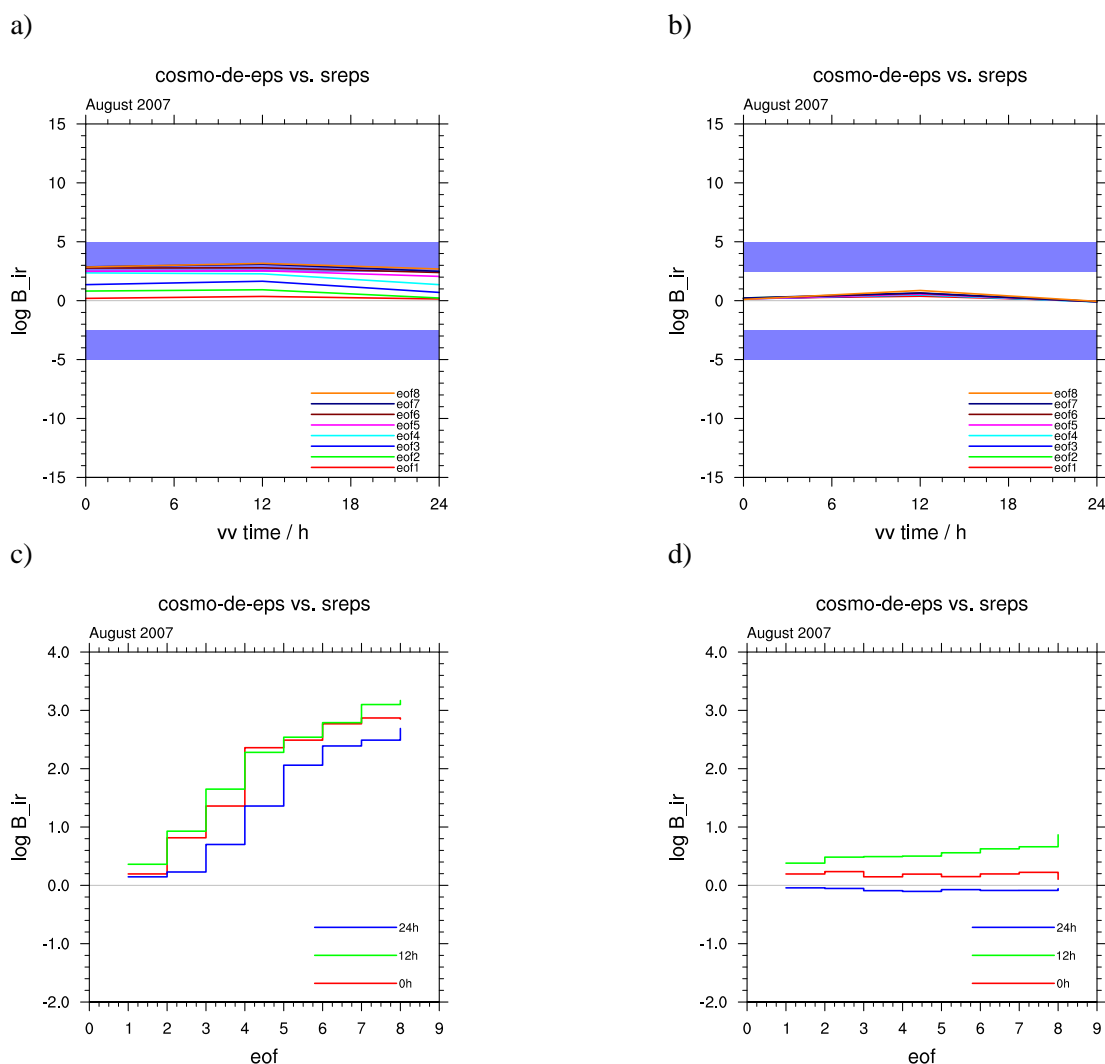 a)
cosmo-de-eps vs. sreps
August 2007
15
10
5
0
-5
-10
-15
log B_ir
eof8
eof7
eof6
eof5
eof4
eof3
eof2
eof1
0 6 12 18 24
vv time / h
b)
cosmo-de-eps vs. sreps
August 2007
15
10
5
0
-5
-10
-15
log B_ir
eof8
eof7
eof6
eof5
eof4
eof3
eof2
eof1
0 6 12 18 24
vv time / h
c)
cosmo-de-eps vs. sreps
August 2007
4.0
3.0
2.0
1.0
0.0
-1.0
-2.0
log B_ir
24h
12h
0h
0 1 2 3 4 5 6 7 8 9
eof
d)
cosmo-de-eps vs. sreps
August 2007
4.0
3.0
2.0
1.0
0.0
-1.0
-2.0
log B_ir
24h
12h
0h
0 1 2 3 4 5 6 7 8 9
eof